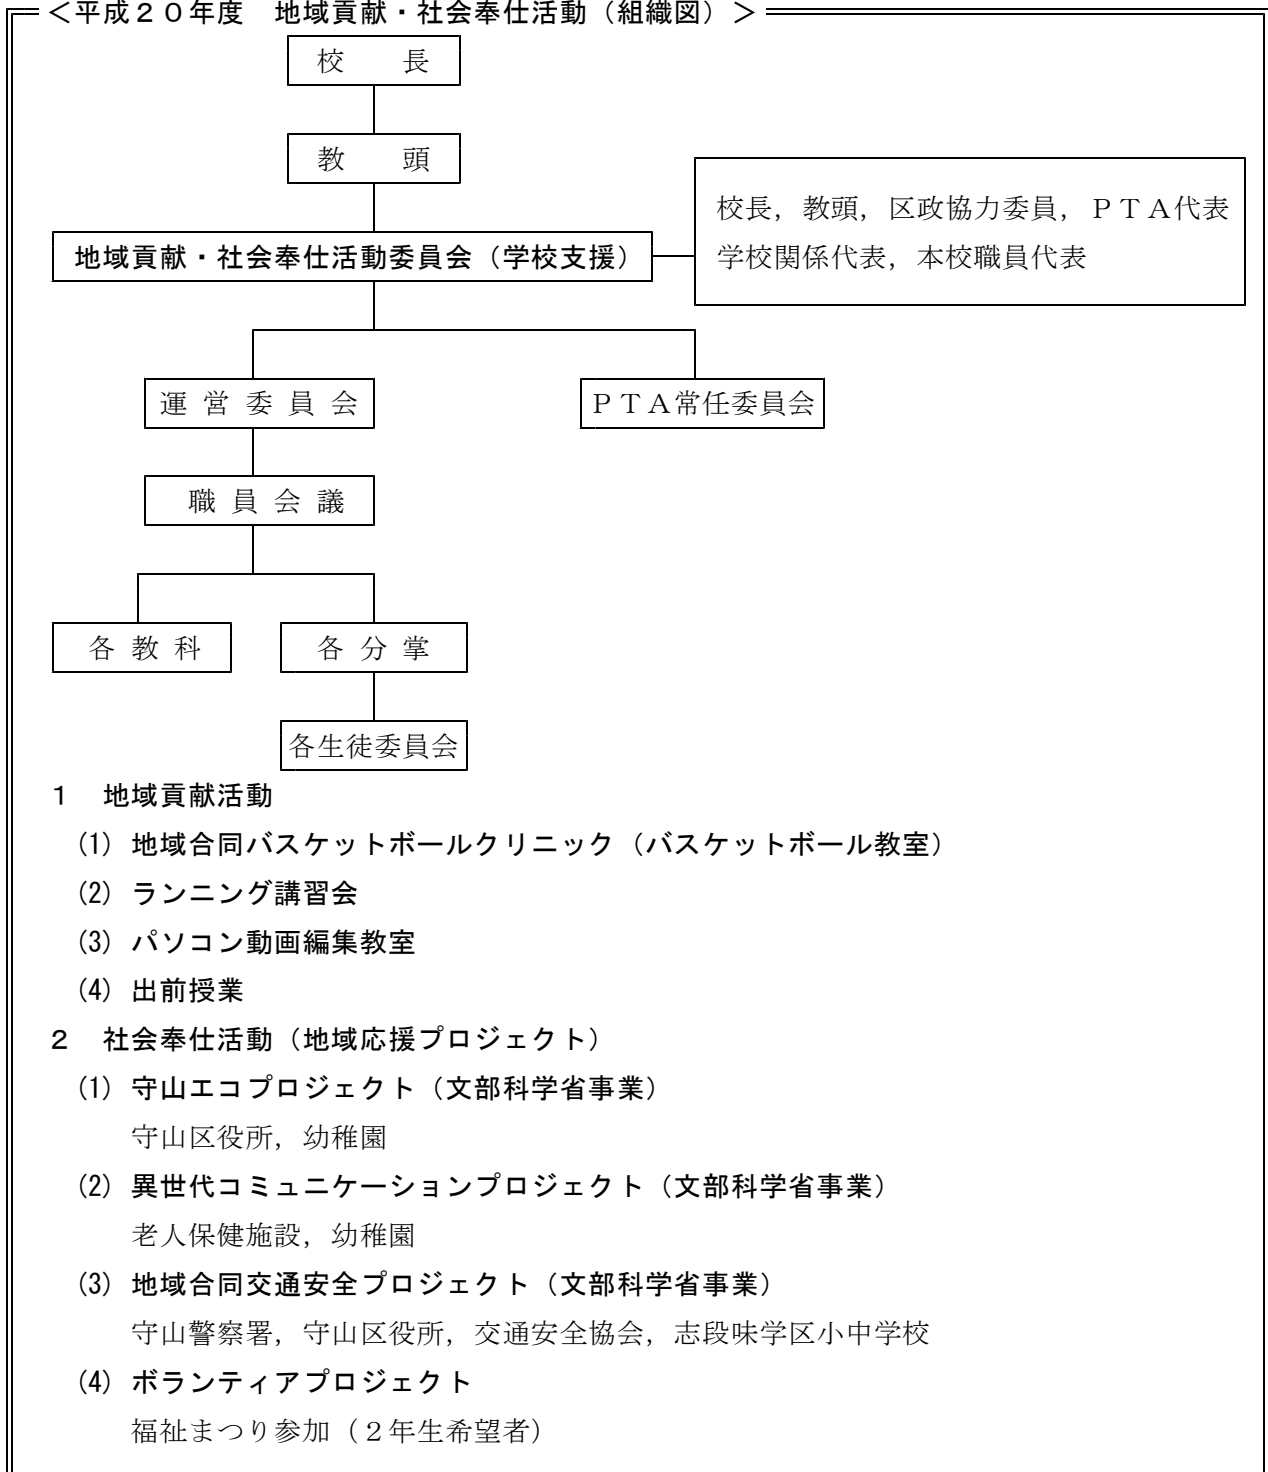 ＜平成２０年度　地域貢献・社会奉仕活動（組織図）＞
校　　長
教　　頭
校長，教頭，区政協力委員，ＰＴＡ代表
学校関係代表，本校職員代表
地域貢献・社会奉仕活動委員会（学校支援）
運 営 委 員 会
ＰＴＡ常任委員会
職 員 会 議
各 教 科
各 分 掌
各生徒委員会
１　地域貢献活動
(1) 地域合同バスケットボールクリニック（バスケットボール教室）
(2) ランニング講習会
(3) パソコン動画編集教室
(4) 出前授業
２　社会奉仕活動（地域応援プロジェクト）
(1) 守山エコプロジェクト（文部科学省事業）
守山区役所，幼稚園
(2) 異世代コミュニケーションプロジェクト（文部科学省事業）
老人保健施設，幼稚園
(3) 地域合同交通安全プロジェクト（文部科学省事業）
守山警察署，守山区役所，交通安全協会，志段味学区小中学校
(4) ボランティアプロジェクト
福祉まつり参加（２年生希望者）